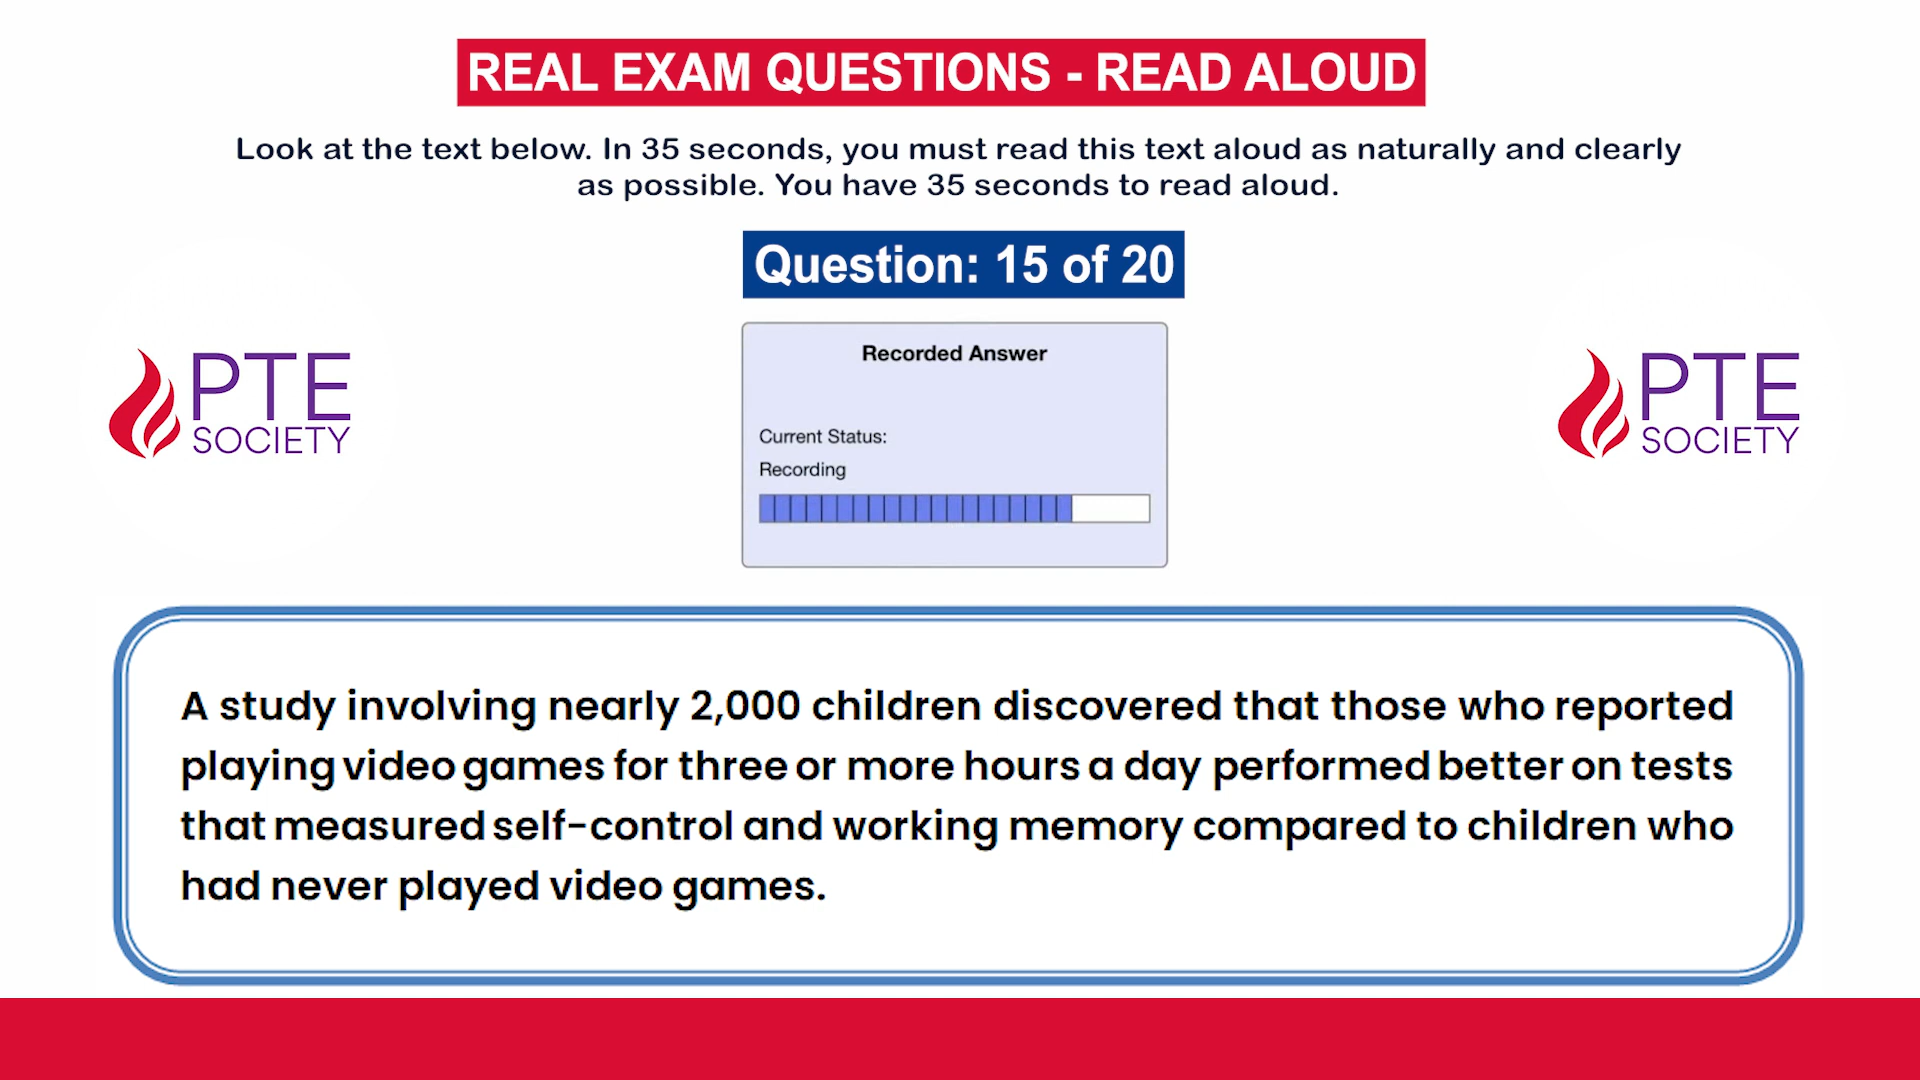 REAL EXAM QUESTIONS - READ ALOUD
Look at the text below. In 35 seconds, you must read this text aloud as naturally and clearly
as possible. You have 35 seconds to read aloud.
Question: 15 of 20
PTE
SOCIETY
Recorded Answer
Current Status:
Recording
PTE
SOCIETY
A study involving nearly 2,000 children discovered that those who reported
playing video games for three or more hours a day performed better on tests
that measured self-control and working memory compared to children who
had never played video games.